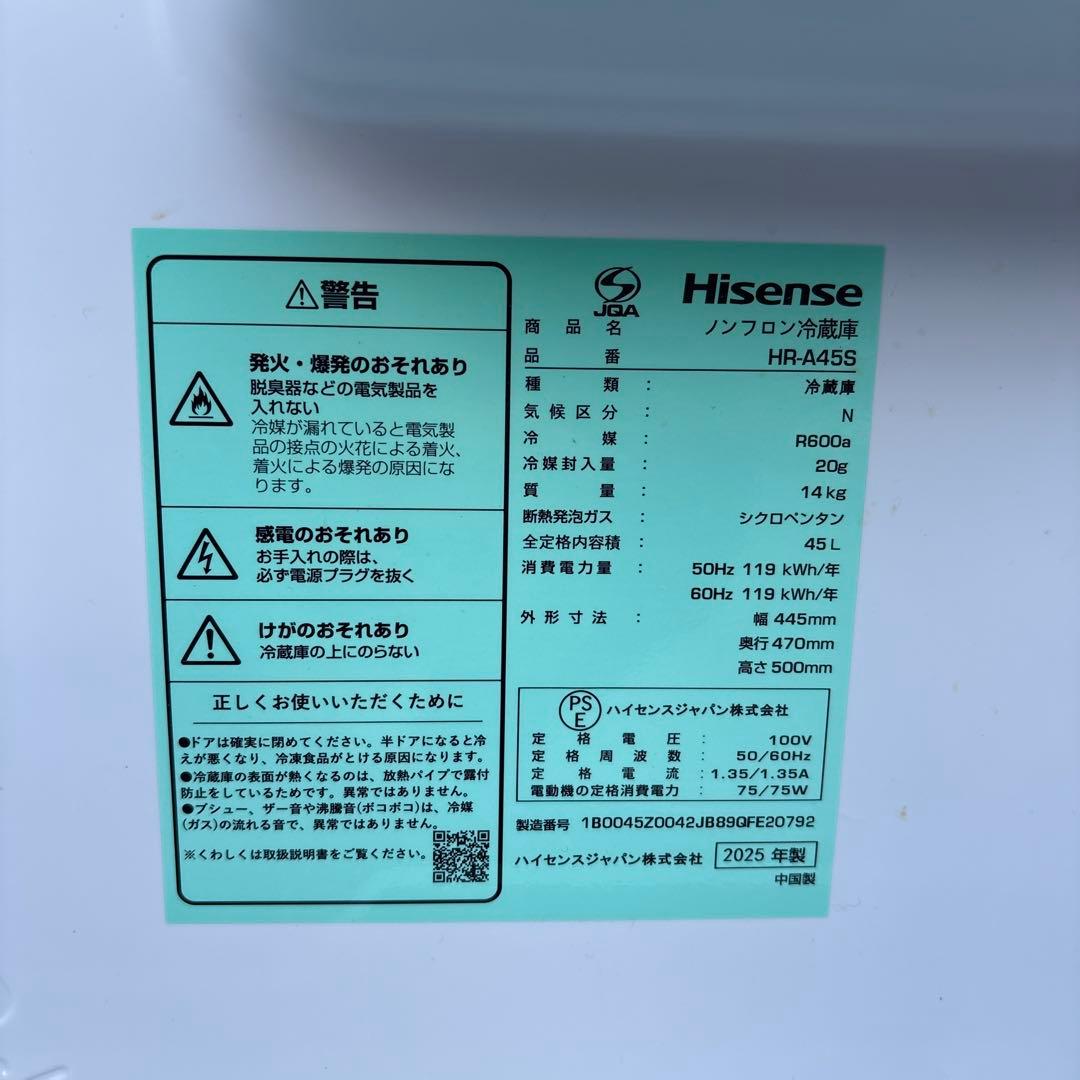 ⚠警告
発火・爆発のおそれあり
脱臭器などの電気製品を
入れない
冷媒が漏れていると電気製
品の接点の火花による着火、
着火による爆発の原因にな
ります。
感電のおそれあり
お手入れの際は、
必ず電源プラグを抜く
けがのおそれあり
冷蔵庫の上にのらない
正しくお使いいただくために
●ドアは確実に閉めてください。半ドアになると冷
えが悪くなり、冷凍食品がとける原因になります。
●冷蔵庫の表面が熱くなるのは、放熱パイプで露付
防止をしているためです。異常ではありません。
●ブシュー、ザー音や沸騰音(ボコボコ)は、冷媒
(ガス)の流れる音で、異常ではありません。
※くわしくは取扱説明書をご覧ください。
JQA
Hisense
商品名 ノンフロン冷蔵庫
品番 HR-A45S
種類: 冷蔵庫
気候区分: N
冷媒: R600a
冷媒封入量: 20g
質量: 14kg
断熱発泡ガス: シクロペンタン
全定格内容積: 45L
消費電力量: 50Hz 119 kWh/年
60Hz 119 kWh/年
外形寸法: 幅 445mm
奥行 470mm
高さ 500mm
PSE ハイセンスジャパン株式会社
定格電圧: 100V
定格周波数: 50/60Hz
定格電流: 1.35/1.35A
電動機の定格消費電力: 75/75W
製造番号 1B0045Z0042JB89QFE20792
ハイセンスジャパン株式会社 2025 年製
中国製